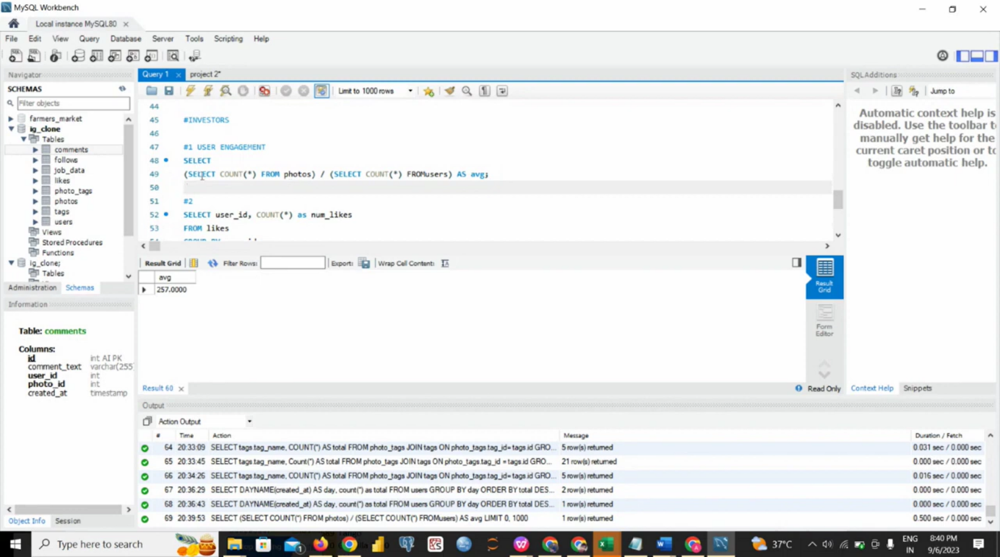 MySQL Workbench
Local instance MySQL80
File Edit View Query Database Server Tools Scripting Help
Navigator
SCHEMAS
Filter objects
farmers_market
ig_clone
Tables
comments
follows
job_data
likes
photo_tags
photos
tags
users
Views
Stored Procedures
Functions
ig_clone;
Tables
Administration Schemas
Information
Table: comments
Columns:
id int AI PK
comment_text varchar(255)
user_id int
photo_id int
created_at timestamp
Object Info Session
Query 1 project 2*
Limit to 1000 rows
44
45 #INVESTORS
46
47 #1 USER ENGAGEMENT
48 SELECT
49 (SELECT COUNT(*) FROM photos) / (SELECT COUNT(*) FROMusers) AS avg;
50
51 #2
52 SELECT user_id, COUNT(*) as num_likes
53 FROM likes
Result Grid Filter Rows: Export: Wrap Cell Content:
avg
257.0000
Result Grid
Form Editor
Result 60
Read Only
SQLAdditions
Jump to
Automatic context help is
disabled. Use the toolbar to
manually get help for the
current caret position or to
toggle automatic help.
Context Help Snippets
Output
Action Output
# Time Action Message Duration / Fetch
64 20:33:09 SELECT tags.tag_name, COUNT(*) AS total FROM photo_tags JOIN tags ON photo_tags.tag_id= tags.id GRO... 5 row(s) returned 0.031 sec / 0.000 sec
65 20:33:45 SELECT tags.tag_name, Count(*) AS total FROM photo_tags JOIN tags ON photo_tags.tag_id = tags.id GRO... 21 row(s) returned 0.000 sec / 0.000 sec
66 20:34:26 SELECT tags.tag_name, COUNT(*) AS total FROM photo_tags JOIN tags ON photo_tags.tag_id= tags.id GRO... 5 row(s) returned 0.016 sec / 0.000 sec
67 20:36:29 SELECT DAYNAME(created_at) AS day, count(*) as total FROM users GROUP BY day ORDER BY total DES... 2 row(s) returned 0.000 sec / 0.000 sec
68 20:36:43 SELECT DAYNAME(created_at) AS day, count(*) as total FROM users GROUP BY day ORDER BY total DES... 1 row(s) returned 0.000 sec / 0.000 sec
69 20:39:53 SELECT (SELECT COUNT(*) FROM photos) / (SELECT COUNT(*) FROMusers) AS avg LIMIT 0, 1000 1 row(s) returned 0.500 sec / 0.000 sec
Type here to search
37°C
ENG
IN
8:40 PM
9/6/2023